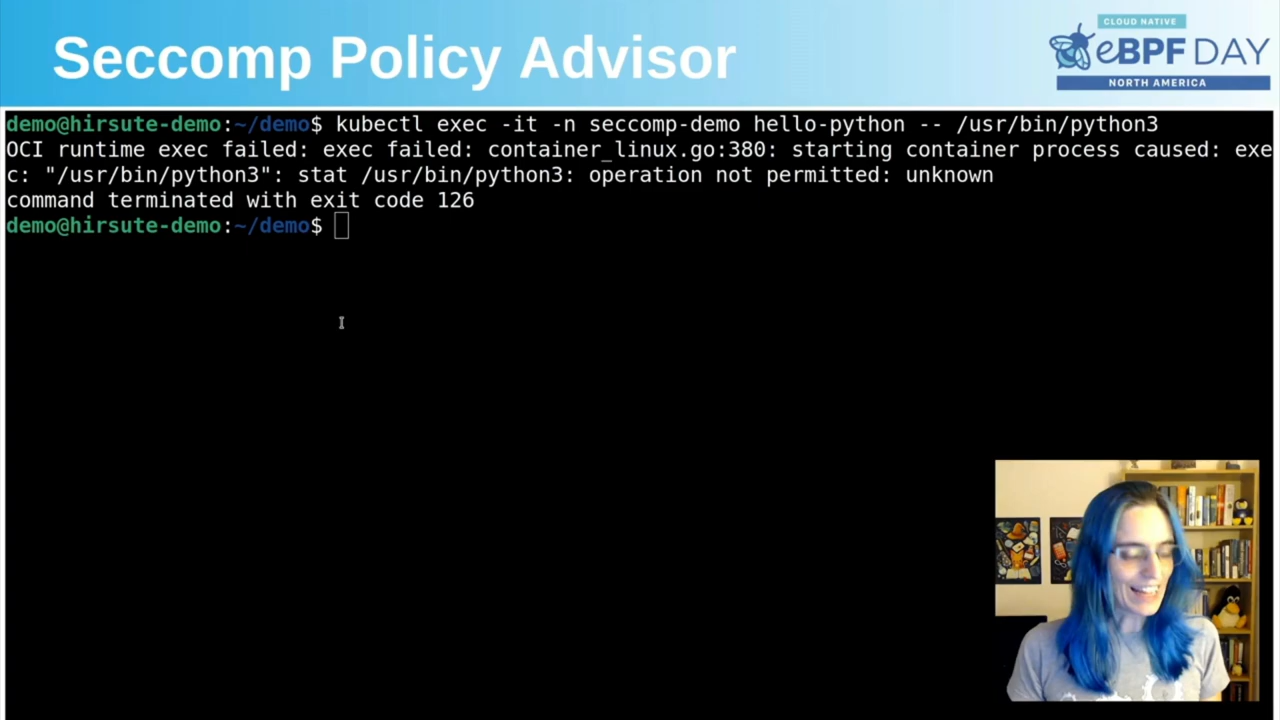 Seccomp Policy Advisor
CLOUD NATIVE
eBPF DAY
NORTH AMERICA
demo@hirsute-demo:~/demo$ kubectl exec -it -n seccomp-demo hello-python -- /usr/bin/python3
OCI runtime exec failed: exec failed: container_linux.go:380: starting container process caused: exe
c: "/usr/bin/python3": stat /usr/bin/python3: operation not permitted: unknown
command terminated with exit code 126
demo@hirsute-demo:~/demo$